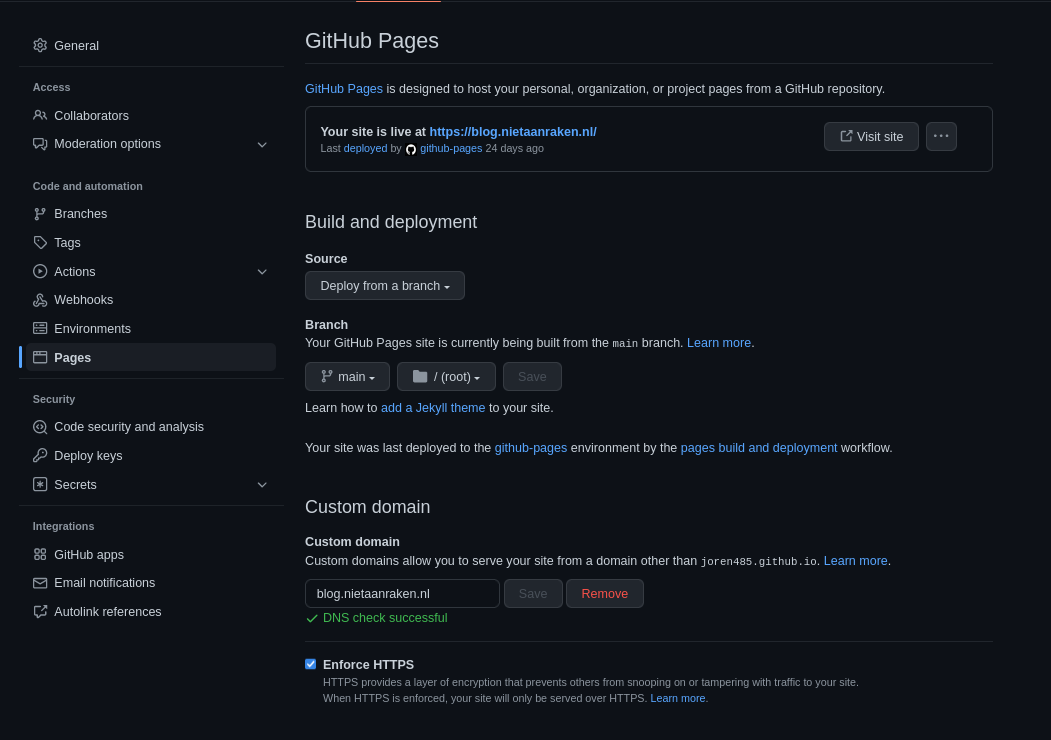 General
Access
Collaborators
Moderation options
Code and automation
Branches
Tags
Actions
Webhooks
Environments
Pages
Security
Code security and analysis
Deploy keys
Secrets
Integrations
GitHub apps
Email notifications
Autolink references
GitHub Pages
GitHub Pages is designed to host your personal, organization, or project pages from a GitHub repository.
Your site is live at https://blog.nietaanraken.nl/
Last deployed by github-pages 24 days ago
Visit site
Build and deployment
Source
Deploy from a branch
Branch
Your GitHub Pages site is currently being built from the main branch. Learn more.
main / (root) Save
Learn how to add a Jekyll theme to your site.
Your site was last deployed to the github-pages environment by the pages build and deployment workflow.
Custom domain
Custom domain
Custom domains allow you to serve your site from a domain other than joren485.github.io. Learn more.
blog.nietaanraken.nl Save Remove
DNS check successful
Enforce HTTPS
HTTPS provides a layer of encryption that prevents others from snooping on or tampering with traffic to your site.
When HTTPS is enforced, your site will only be served over HTTPS. Learn more.